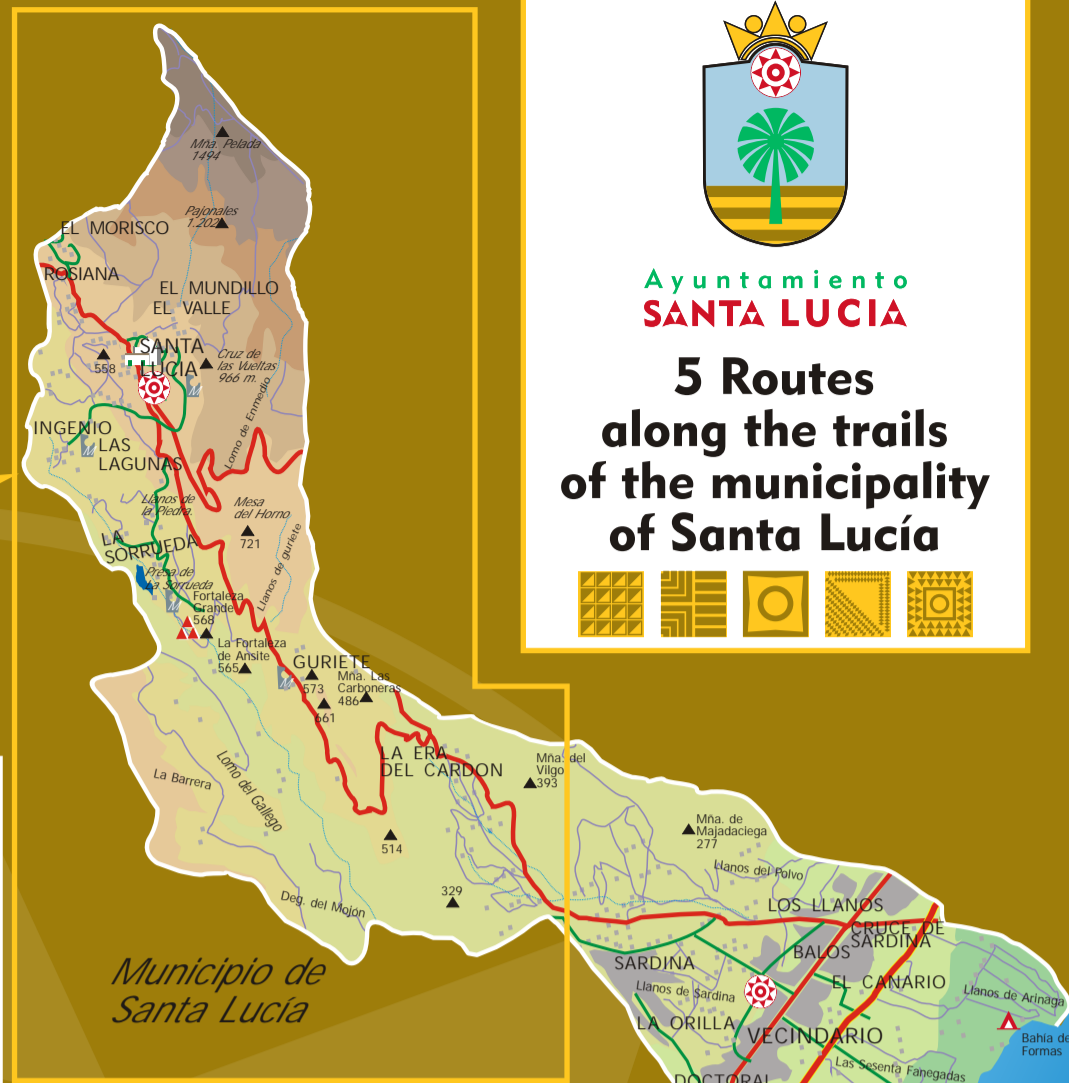 Ayuntamiento
SANTA LUCIA
5 Routes
along the trails
of the municipality
of Santa Lucía
Mña. Pelada
1494
Pajonales
1.202
EL MORISCO
ROSIANA
EL MUNDILLO
EL VALLE
SANTA
LUCIA
558
Cruz de
las Vueltas
966 m.
Lomo de Enmedio
INGENIO
LAS
LAGUNAS
Llanos de
la Piedra.
Mesa
del Horno
721
LA
SORRUEDA
Presa de
La Sorrueda
Llanos de guriete
Fortaleza
Grande
568
La Fortaleza
de Ansite
565
GURIETE
573
Mña. Las
Carboneras
486
661
LA ERA
DEL CARDON
Mña. del
Vilgo
393
La Barrera
Lomo del Gallego
514
329
Deg. del Mojón
Mña. de
Majadaciega
277
Llanos del Polvo
LOS LLANOS
CRUCE DE
SARDINA
BALOS
SARDINA
EL CANARIO
Llanos de Sardina
Llanos de Arinaga
LA ORILLA
VECINDARIO
Bahía de
Formas
Las Sesenta Fanegadas
DOCTORAL
Municipio de
Santa Lucía